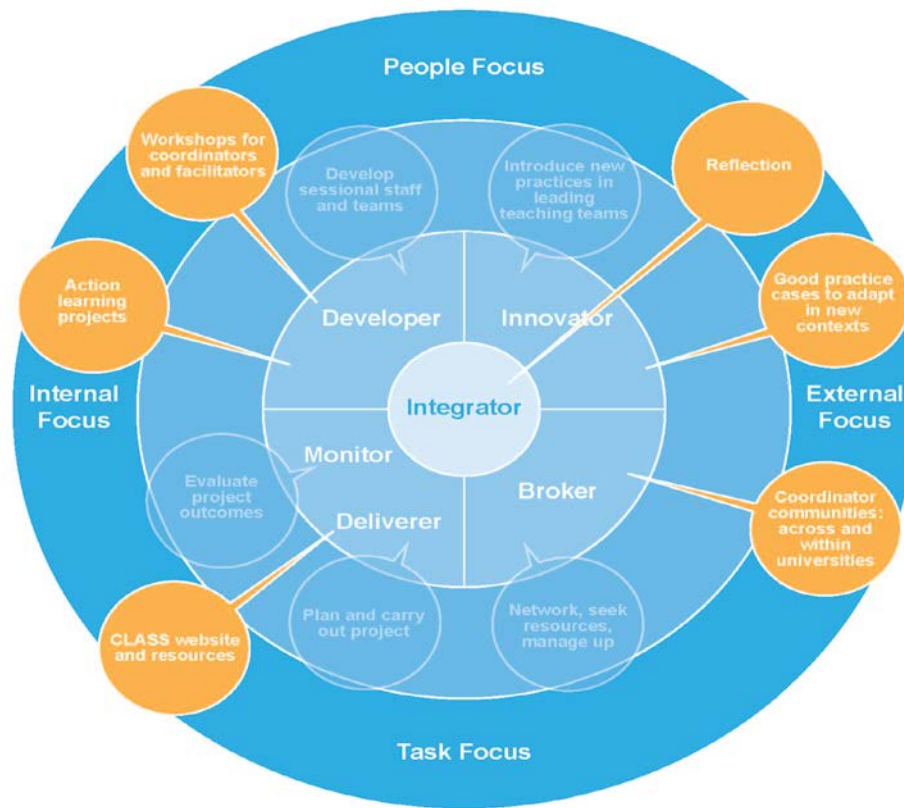 People Focus
Workshops for
coordinators
and facilitators
Develop
sessional staff
and teams
Introduce new
practices in
leading
teaching teams
Reflection
Action
learning
projects
Developer
Innovator
Good practice
cases to adapt
in new
contexts
Internal
Focus
Integrator
External
Focus
Monitor
Evaluate
project
outcomes
Deliverer
Broker
Coordinator
communities:
across and
within
universities
CLASS website
and resources
Plan and carry
out project
Network, seek
resources,
manage up
Task Focus